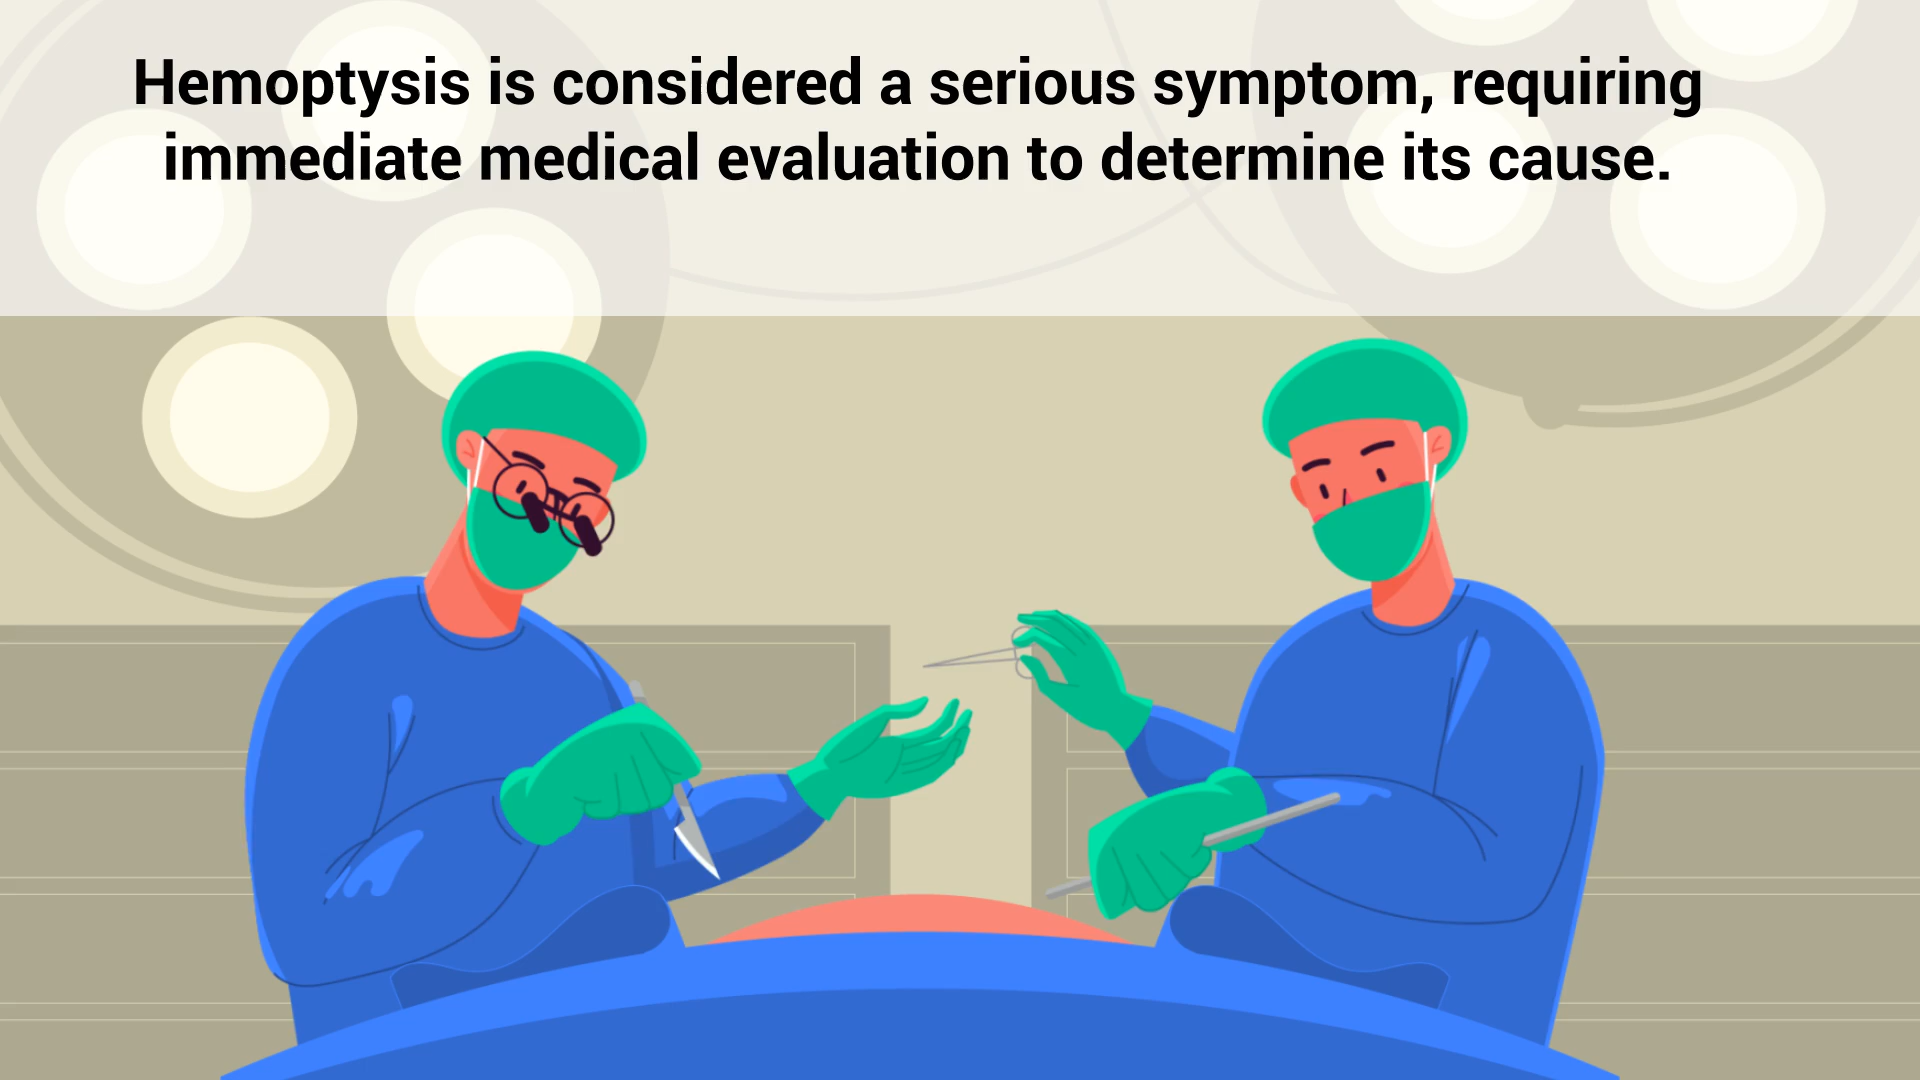 Hemoptysis is considered a serious symptom, requiring
immediate medical evaluation to determine its cause.